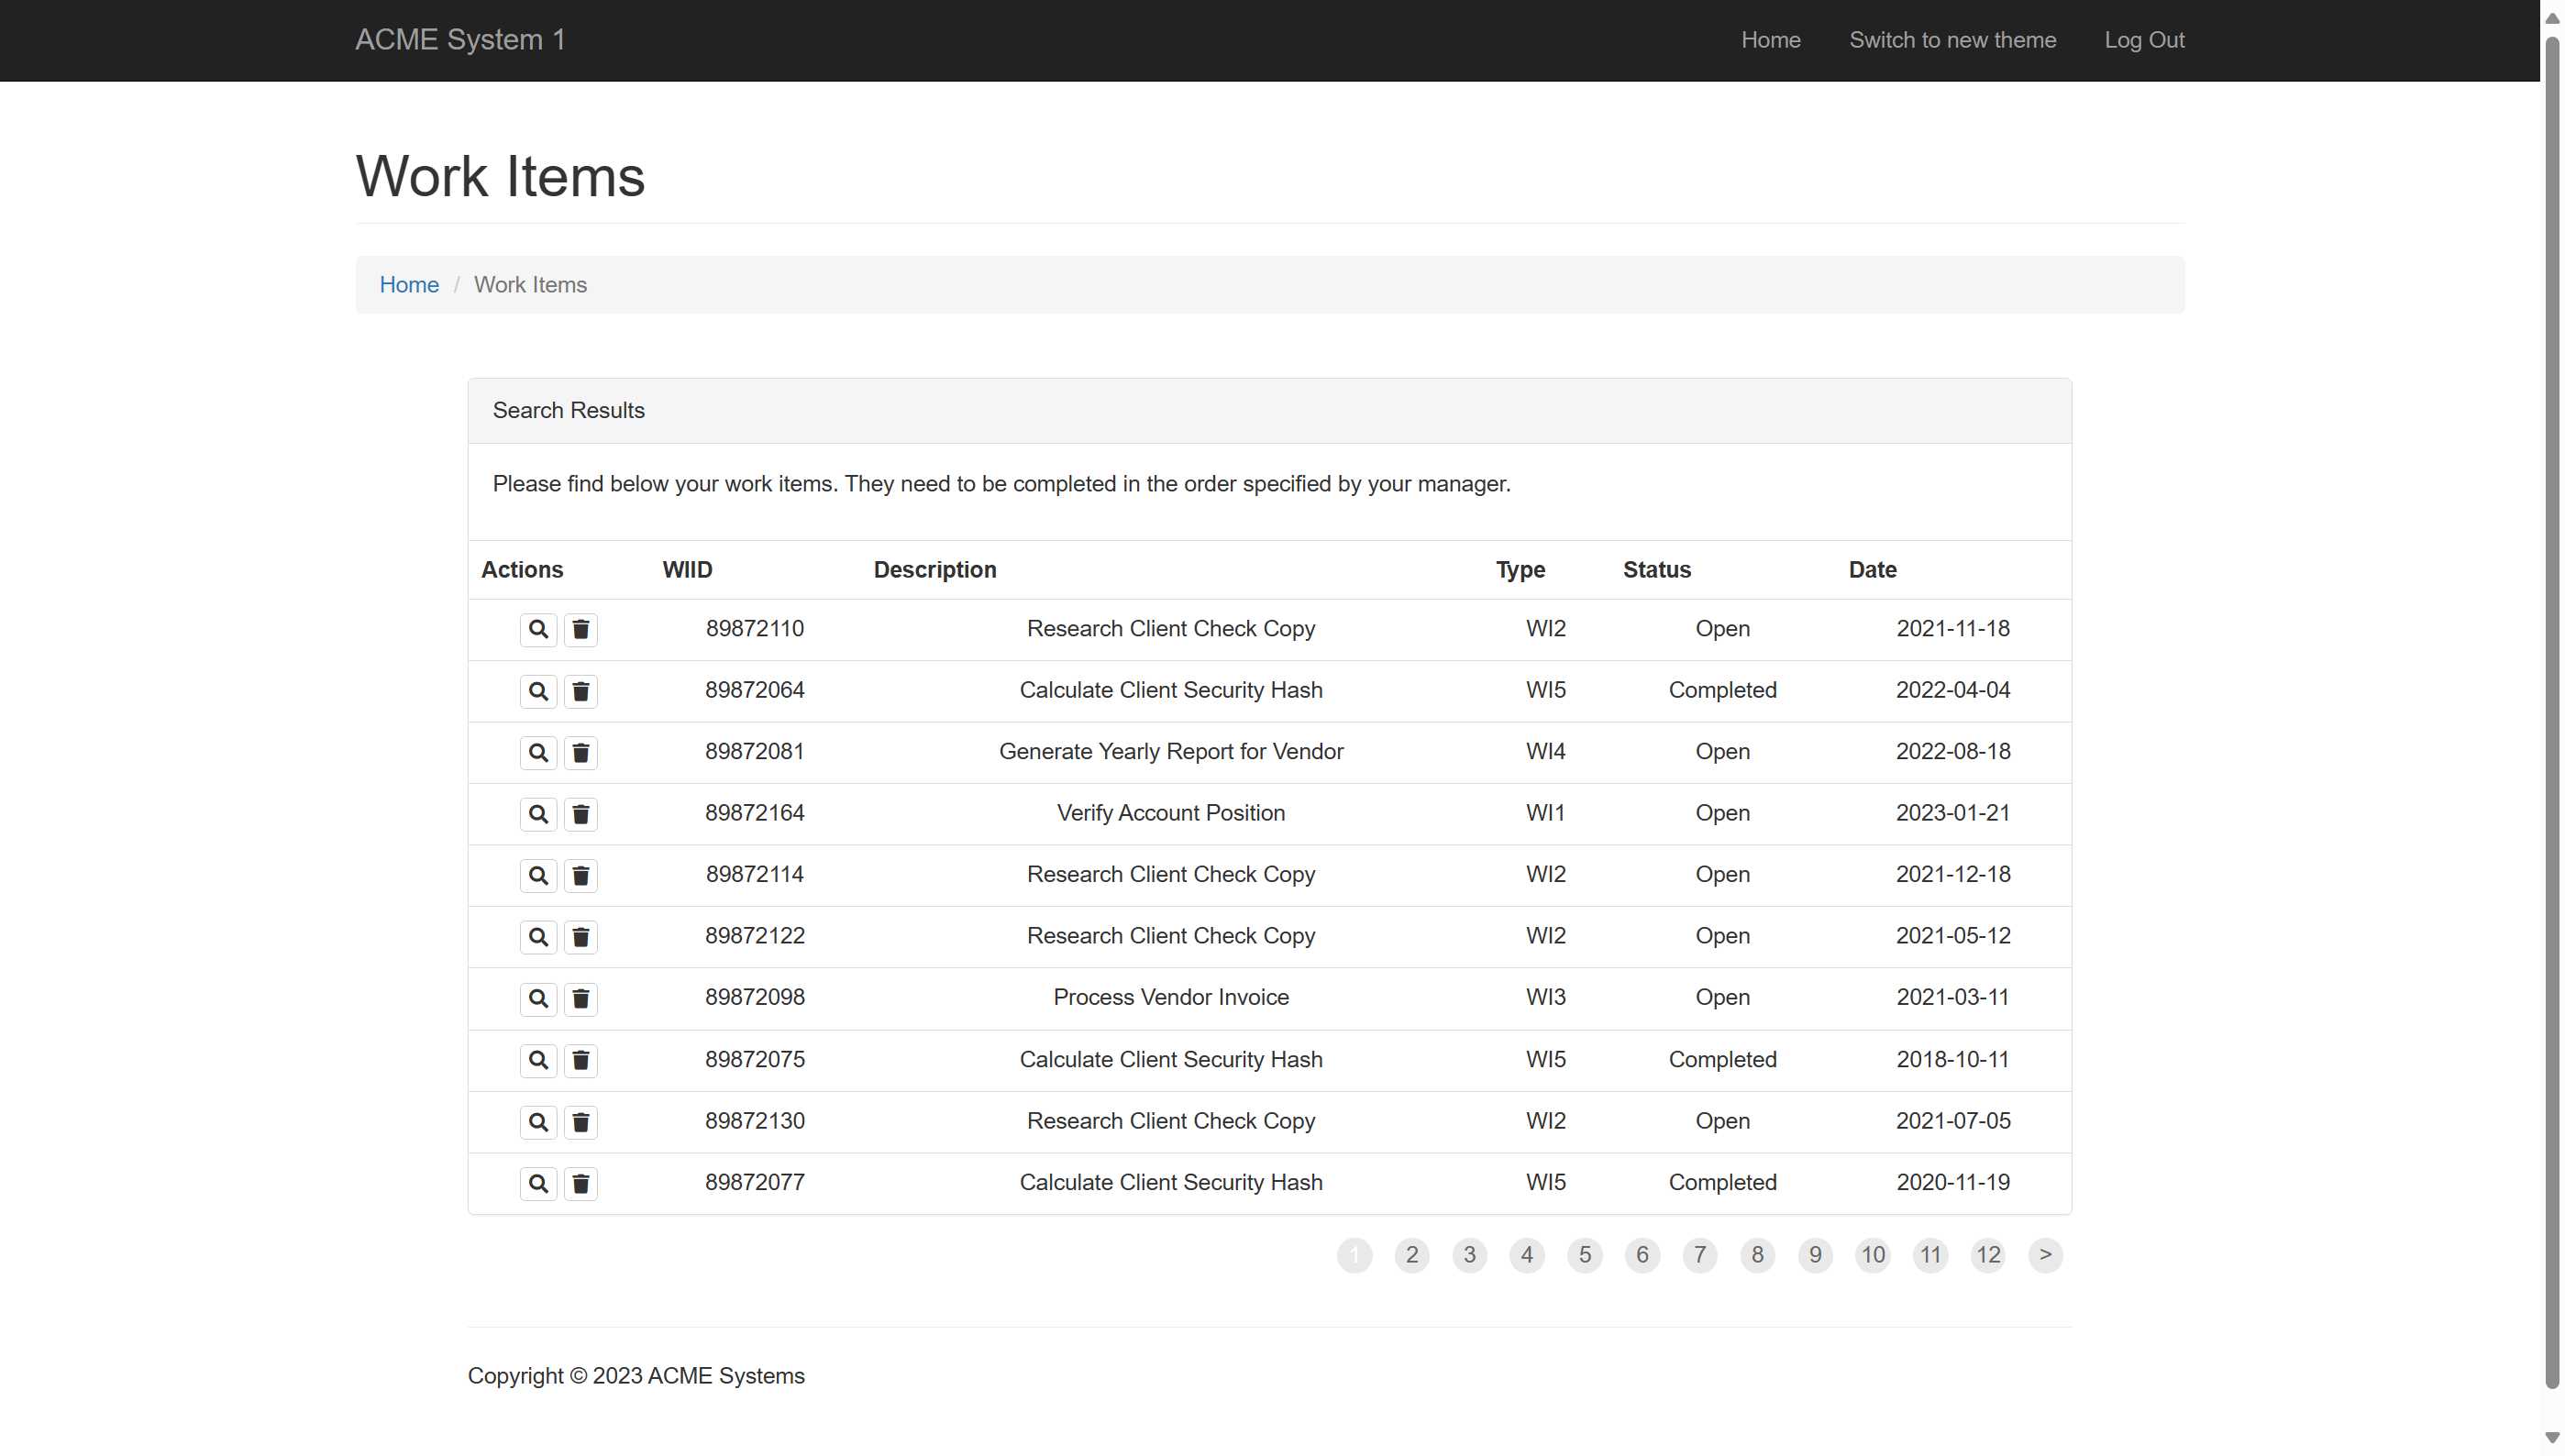 ACME System 1 Home Switch to new theme Log Out
Work Items
Home / Work Items
Search Results
Please find below your work items. They need to be completed in the order specified by your manager.
Actions WIID Description Type Status Date
89872110 Research Client Check Copy WI2 Open 2021-11-18
89872064 Calculate Client Security Hash WI5 Completed 2022-04-04
89872081 Generate Yearly Report for Vendor WI4 Open 2022-08-18
89872164 Verify Account Position WI1 Open 2023-01-21
89872114 Research Client Check Copy WI2 Open 2021-12-18
89872122 Research Client Check Copy WI2 Open 2021-05-12
89872098 Process Vendor Invoice WI3 Open 2021-03-11
89872075 Calculate Client Security Hash WI5 Completed 2018-10-11
89872130 Research Client Check Copy WI2 Open 2021-07-05
89872077 Calculate Client Security Hash WI5 Completed 2020-11-19
1 2 3 4 5 6 7 8 9 10 11 12 >
Copyright © 2023 ACME Systems